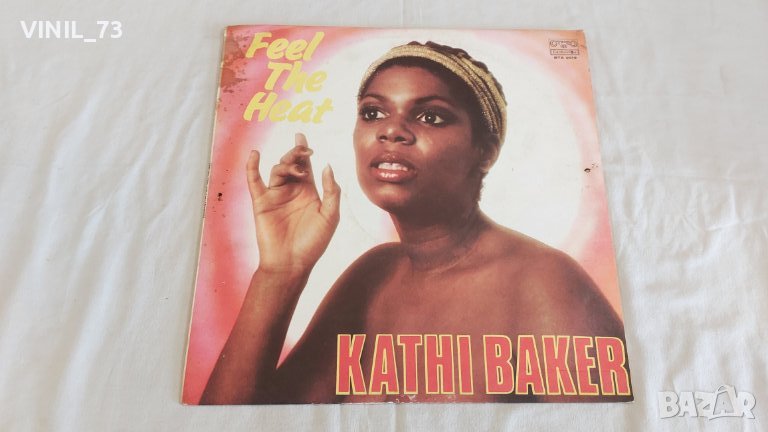 VINIL_73
Feel
The
Heat
KATHI BAKER
BAZAR